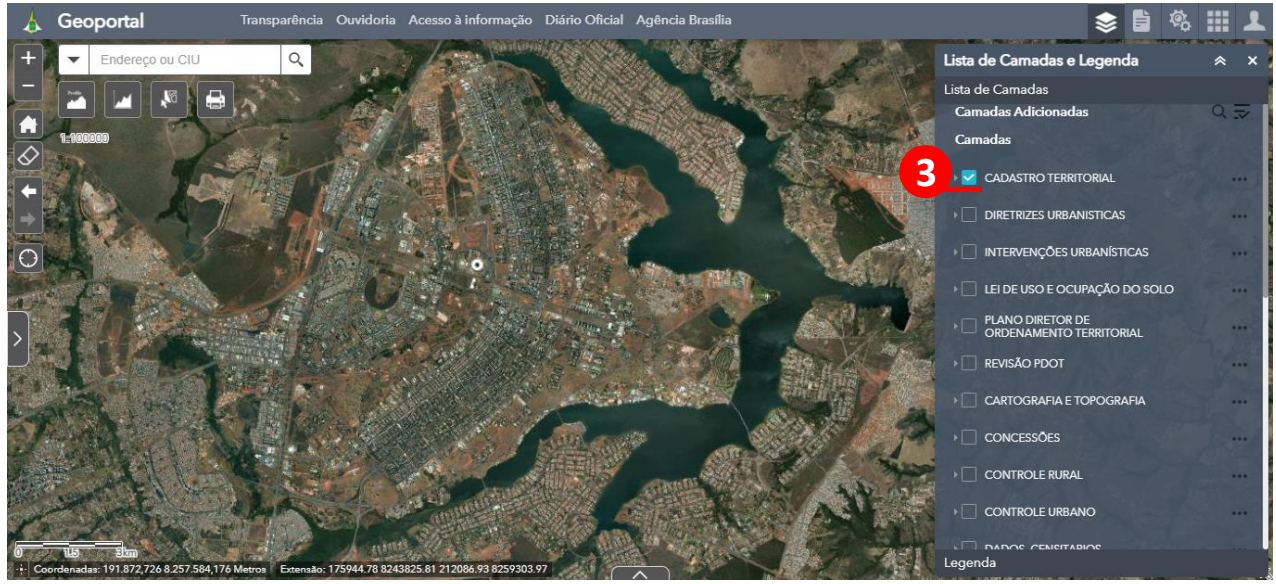 Geoportal
Transparência Ouvidoria Acesso à informação Diário Oficial Agência Brasília
Endereço ou CIU
1:100000
Lista de Camadas e Legenda
Lista de Camadas
Camadas Adicionadas
Camadas
3
CADASTRO TERRITORIAL
DIRETRIZES URBANISTICAS
INTERVENÇÕES URBANÍSTICAS
LEI DE USO E OCUPAÇÃO DO SOLO
PLANO DIRETOR DE
ORDENAMENTO TERRITORIAL
REVISÃO PDOT
CARTOGRAFIA E TOPOGRAFIA
CONCESSÕES
CONTROLE RURAL
CONTROLE URBANO
DADOS CENSITARIOS
Legenda
0 1.5 3km
Coordenadas: 191.872,726 8.257.584,176 Metros Extensão: 175944.78 8243825.81 212086.93 8259303.97